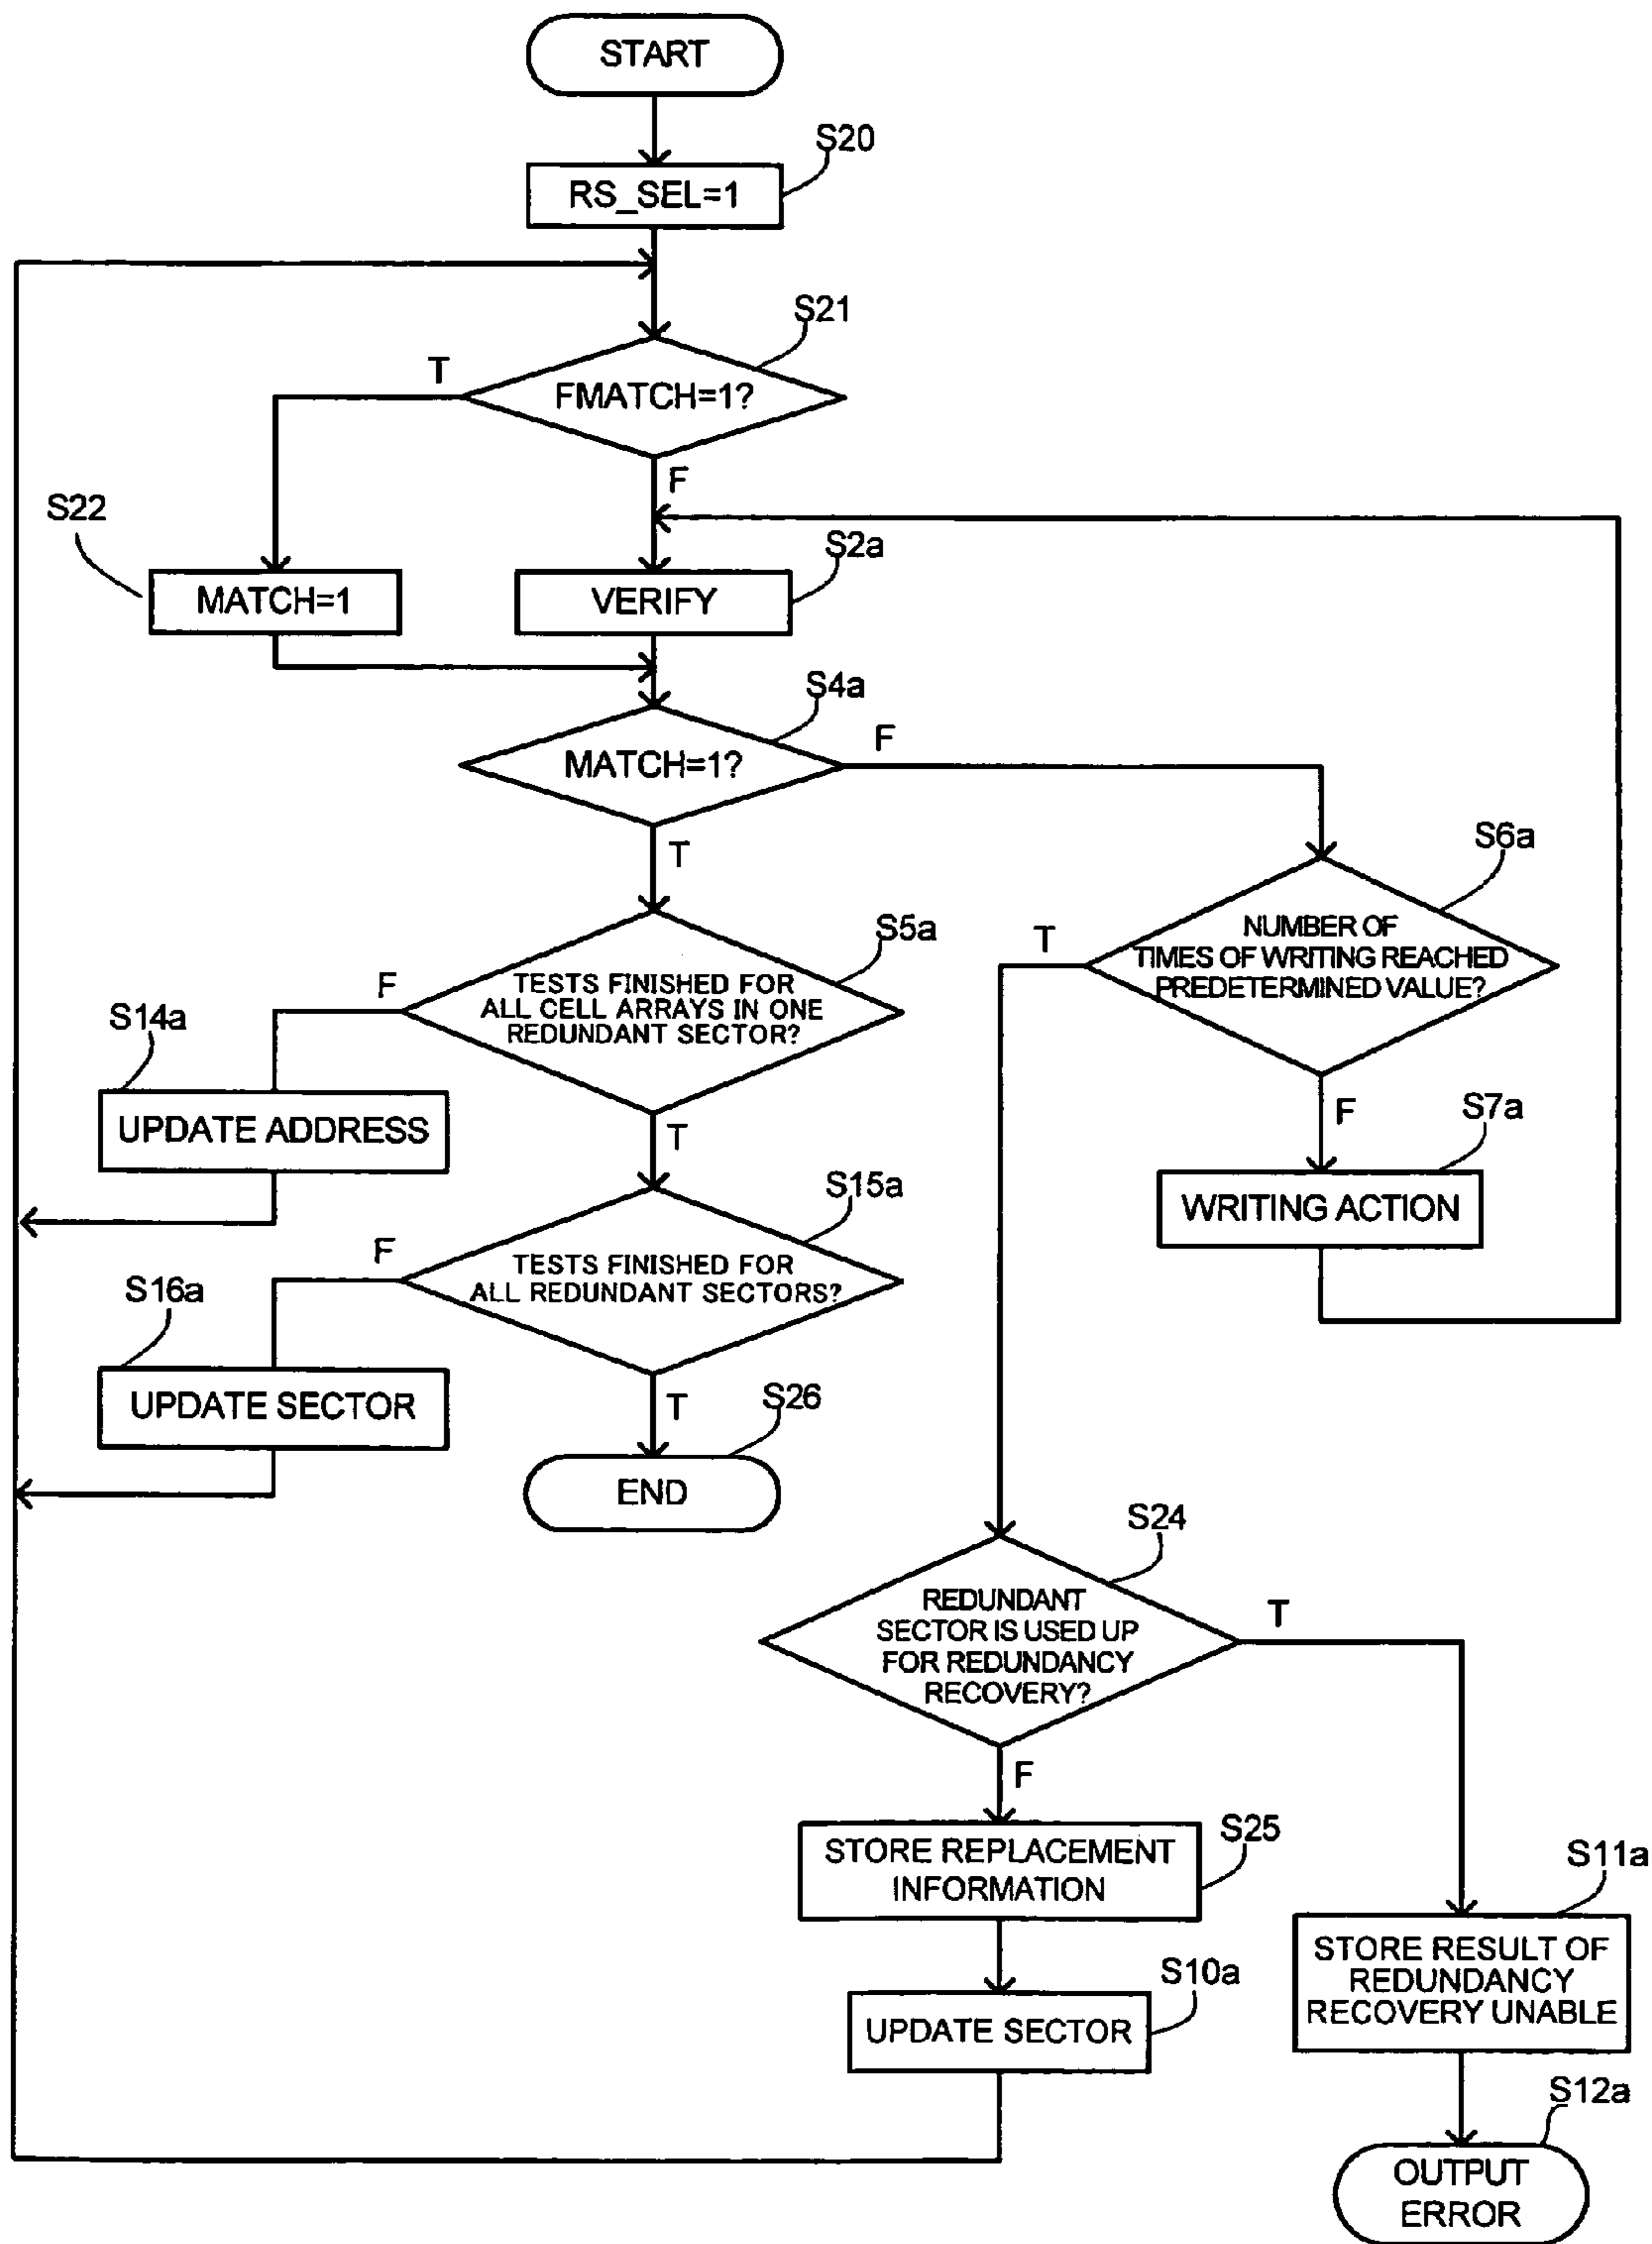 START
S20
RS_SEL=1
S21
T
FMATCH=1?
F
S22
S2a
MATCH=1
VERIFY
S4a
F
MATCH=1?
T
S6a
NUMBER OF
TIMES OF WRITING REACHED
PREDETERMINED VALUE?
T
F
S7a
WRITING ACTION
S5a
F
TESTS FINISHED FOR
ALL CELL ARRAYS IN ONE
REDUNDANT SECTOR?
S14a
UPDATE ADDRESS
T
S15a
F
TESTS FINISHED FOR
ALL REDUNDANT SECTORS?
S16a
UPDATE SECTOR
T
S26
END
S24
REDUNDANT
SECTOR IS USED UP
FOR REDUNDANCY
RECOVERY?
T
F
S25
STORE REPLACEMENT
INFORMATION
S11a
STORE RESULT OF
REDUNDANCY
RECOVERY UNABLE
S10a
UPDATE SECTOR
S12a
OUTPUT
ERROR